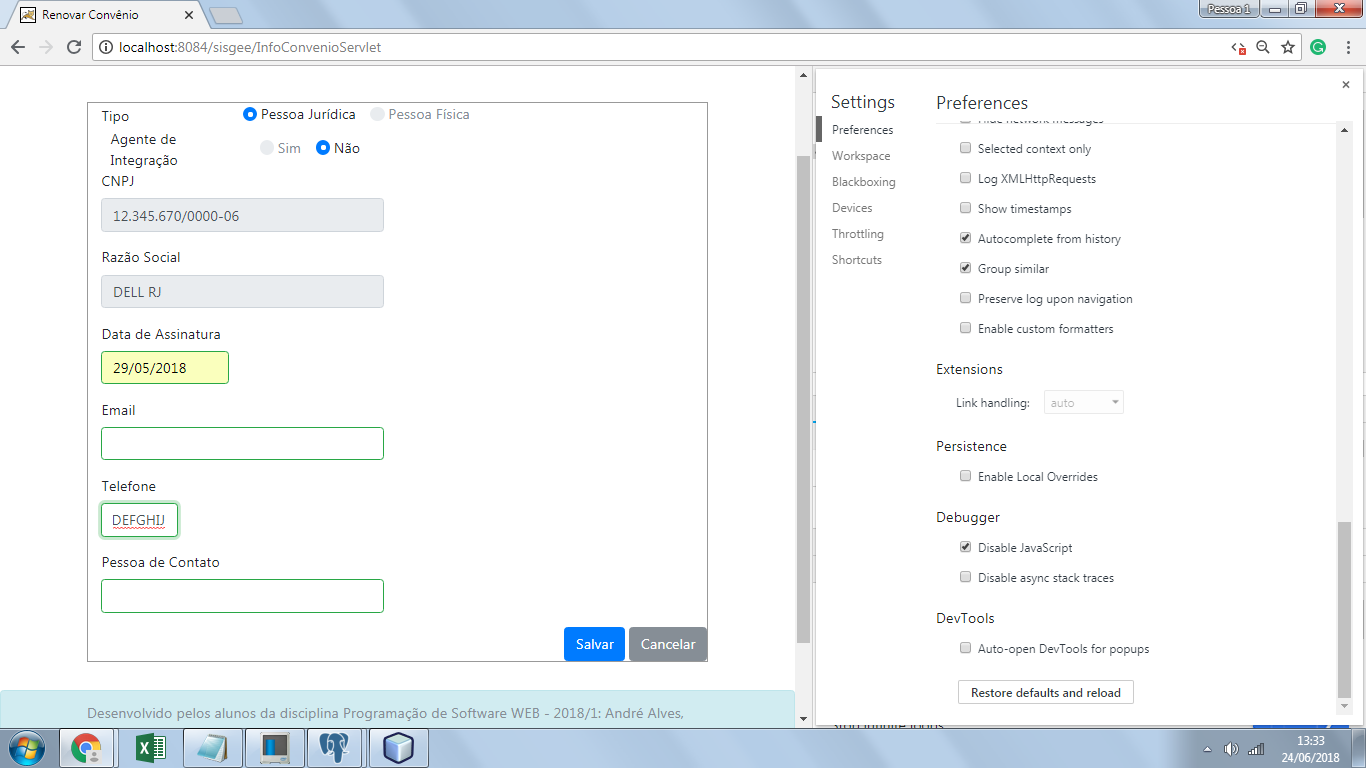 Renovar Convênio
Pessoa 1
localhost:8084/sisgee/InfoConvenioServlet
Tipo
Pessoa Jurídica
Pessoa Física
Agente de
Integração
Sim
Não
CNPJ
12.345.670/0000-06
Razão Social
DELL RJ
Data de Assinatura
29/05/2018
Email
Telefone
DEFGHIJ
Pessoa de Contato
Salvar
Cancelar
Desenvolvido pelos alunos da disciplina Programação de Software WEB - 2018/1: André Alves,
Settings
Preferences
Workspace
Blackboxing
Devices
Throttling
Shortcuts
Preferences
Hide network messages
Selected context only
Log XMLHttpRequests
Show timestamps
Autocomplete from history
Group similar
Preserve log upon navigation
Enable custom formatters
Extensions
Link handling:
auto
Persistence
Enable Local Overrides
Debugger
Disable JavaScript
Disable async stack traces
DevTools
Auto-open DevTools for popups
Restore defaults and reload
13:33
24/06/2018